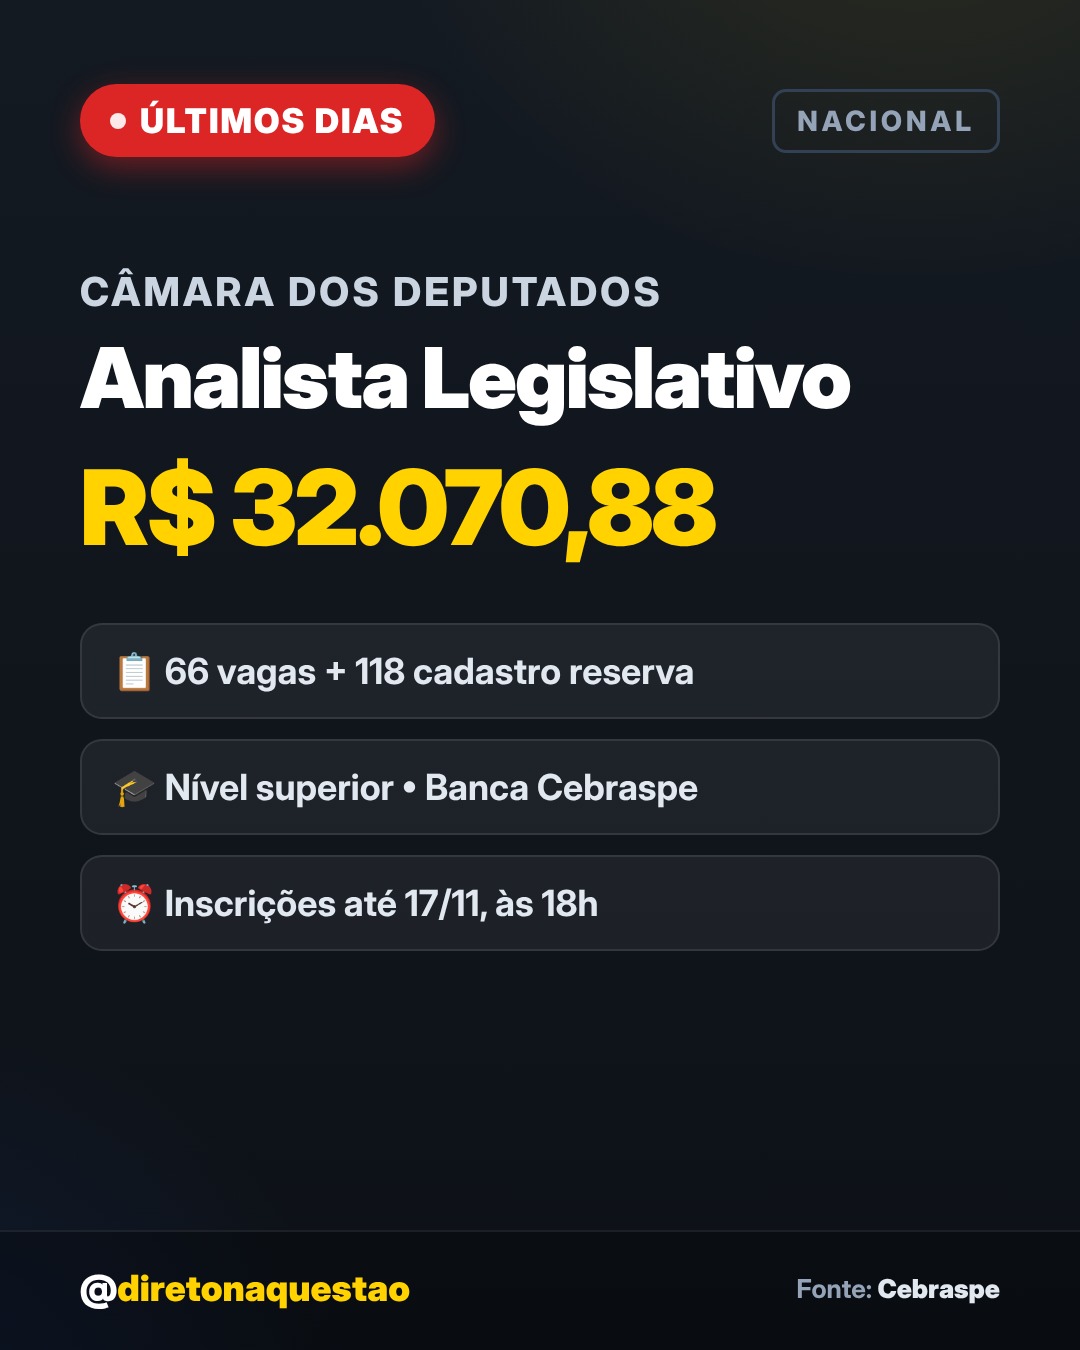 ÚLTIMOS DIAS
NACIONAL
CÂMARA DOS DEPUTADOS
Analista Legislativo
R$ 32.070,88
66 vagas + 118 cadastro reserva
Nível superior • Banca Cebraspe
Inscrições até 17/11, às 18h
@diretonaquestao
Fonte: Cebraspe